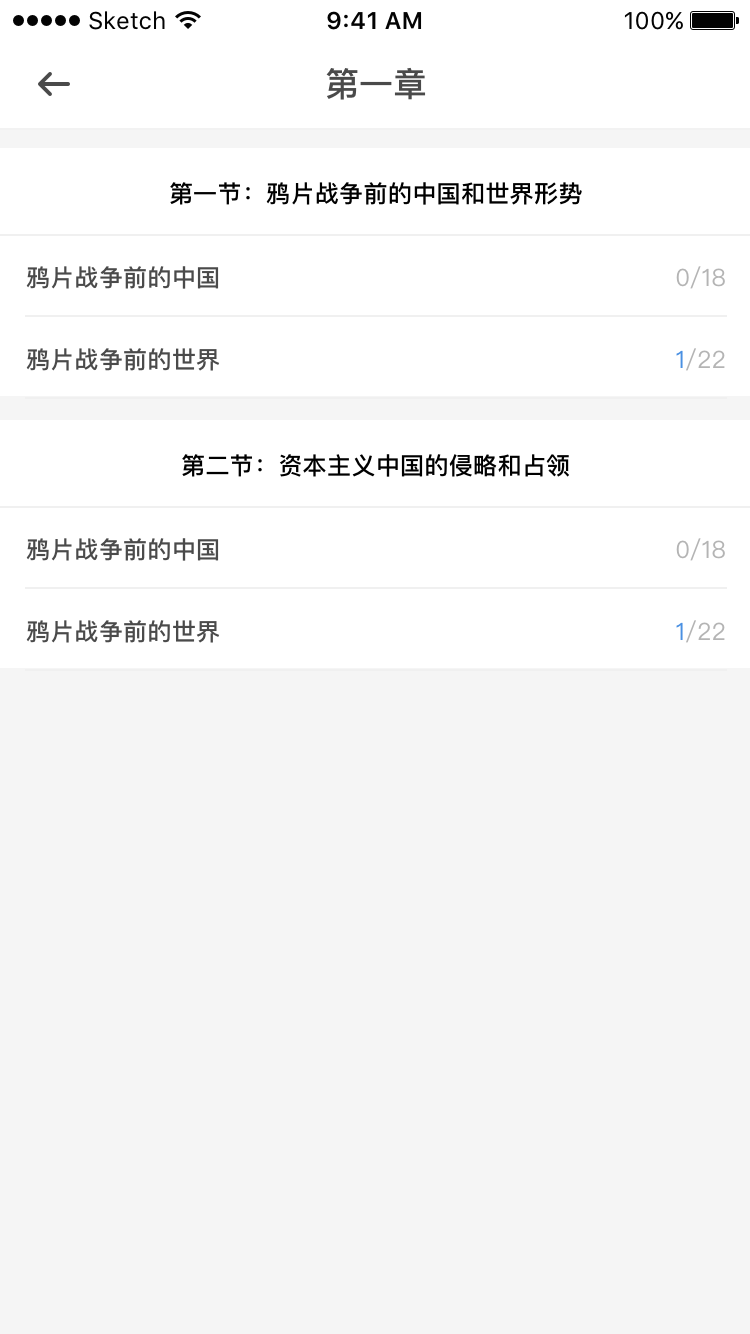 Sketch 9:41 AM 100%
第一章
第一节：鸦片战争前的中国和世界形势
鸦片战争前的中国 0/18
鸦片战争前的世界 1/22
第二节：资本主义中国的侵略和占领
鸦片战争前的中国 0/18
鸦片战争前的世界 1/22